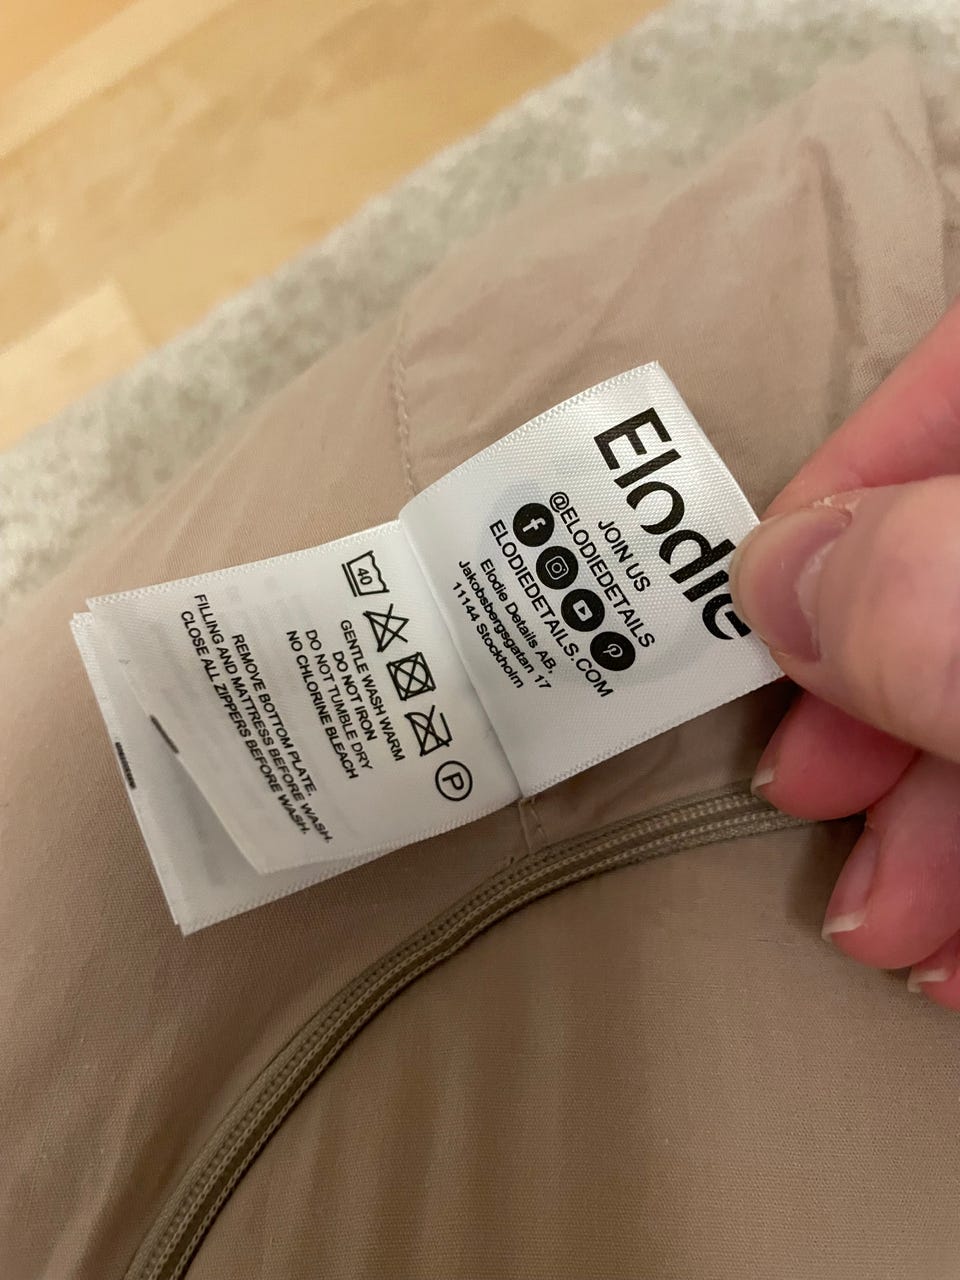 Elodie
JOIN US
@ELODIEDETAILS
ELODIEDETAILS.COM
Elodie Details AB,
Jakobsbergsgatan 17
11144 Stockholm
40
P
GENTLE WASH WARM
DO NOT IRON
DO NOT TUMBLE DRY
NO CHLORINE BLEACH
REMOVE BOTTOM PLATE.
FILLING AND MATTRESS BEFORE WASH.
CLOSE ALL ZIPPERS BEFORE WASH.